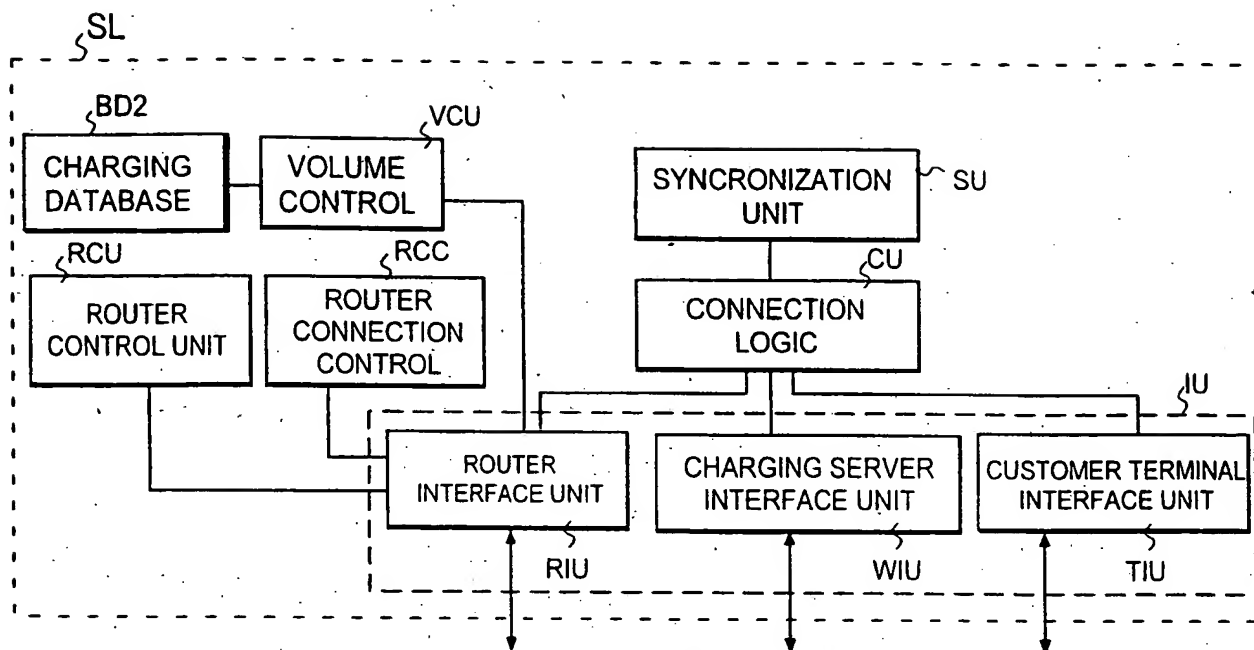 SL
BD2
CHARGING
DATABASE
VCU
VOLUME
CONTROL
SYNCRONIZATION
UNIT
SU
RCU
ROUTER
CONTROL UNIT
RCC
ROUTER
CONNECTION
CONTROL
CU
CONNECTION
LOGIC
IU
ROUTER
INTERFACE UNIT
CHARGING SERVER
INTERFACE UNIT
CUSTOMER TERMINAL
INTERFACE UNIT
RIU
WIU
TIU